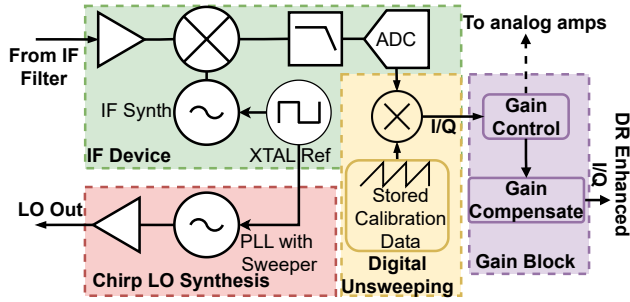 To analog amps
From IF
Filter
ADC
IF Synth
XTAL Ref
IF Device
I/Q
Gain
Control
Gain
Compensate
I/Q
DR Enhanced
Gain Block
Stored
Calibration
Data
Digital
Unsweeping
LO Out
PLL with
Sweeper
Chirp LO Synthesis